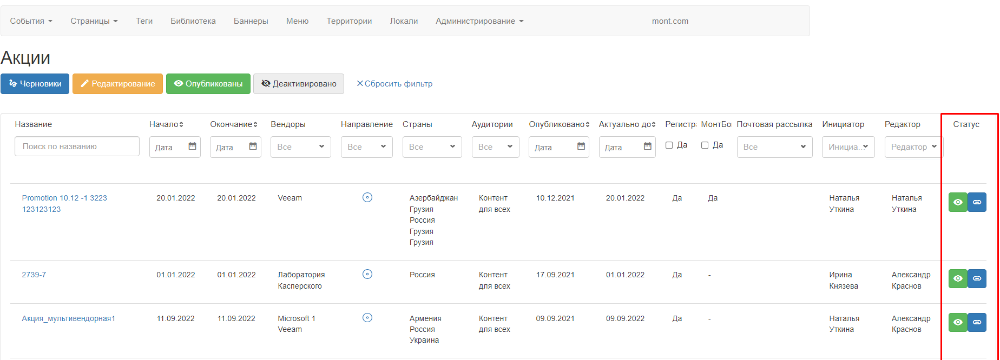 События Страницы Теги Библиотека Баннеры Меню Территории Локали Администрирование mont.com
Акции
Черновики Редактирование Опубликованы Деактивировано Сбросить фильтр
Название Начало Окончание Вендоры Направление Страны Аудитории Опубликовано Актуально до Регистра МонтБо Почтовая рассылка Инициатор Редактор Статус
Поиск по названию Дата Дата Все Все Все Все Дата Дата Да Да Все Инициа... Редактор
Promotion 10.12 -1 3223 20.01.2022 20.01.2022 Veeam Азербайджан Контент 10.12.2021 20.01.2022 Да Да Наталья Наталья
123123123 Грузия для всех Уткина Уткина
Россия
Грузия
Грузия
2739-7 01.01.2022 01.01.2022 Лаборатория Россия Контент 17.09.2021 01.01.2022 Да - Ирина Александр
Касперского для всех Князева Краснов
Акция_мультивендорная1 11.09.2022 11.09.2022 Microsoft 1 Армения Контент 09.09.2021 09.09.2022 Да - Наталья Александр
Veeam Россия для всех Уткина Краснов
Украина